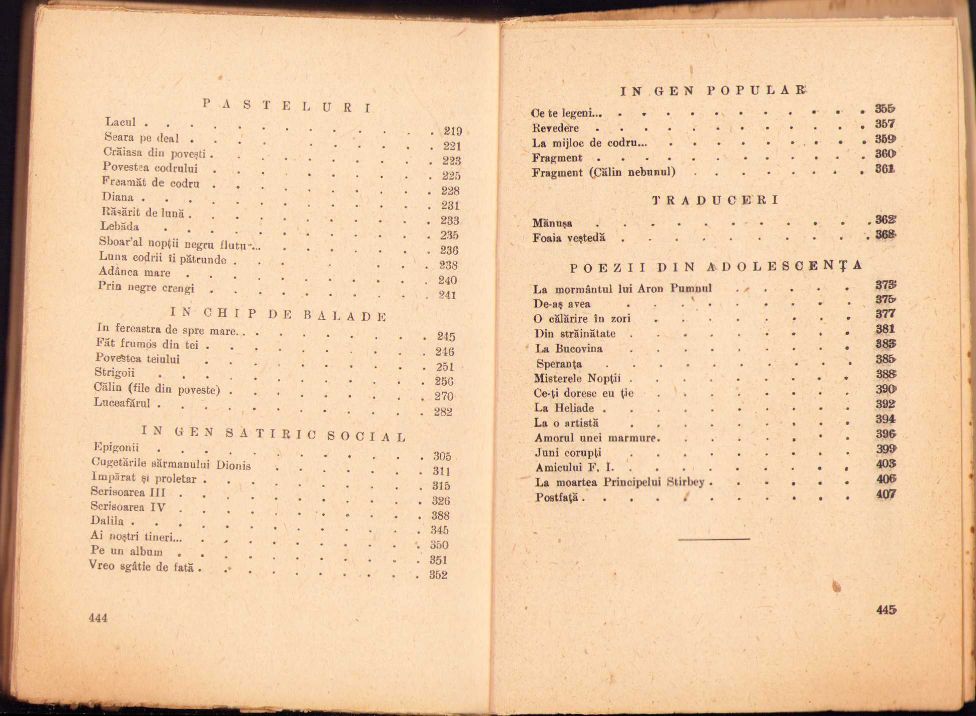 PASTELURI
Lacul . . . . . . . . . . . 219
Seara pe deal . . . . . . . . . . 221
Crăiasa din povești . . . . . . . . . 223
Povestea codrului . . . . . . . . . 225
Freamăt de codru . . . . . . . . . 228
Diana . . . . . . . . . . . 231
Răsărit de lună . . . . . . . . . 233
Lebăda . . . . . . . . . . 235
Sboar'al nopții negru flutu... . . . . . . 236
Luna codrii îi pătrunde . . . . . . . . 238
Adânca mare . . . . . . . . . 240
Prin negre crengi . . . . . . . . . 241
IN CHIP DE BALADE
In fereastra de spre mare. . . . . . . . 245
Făt frumos din tei . . . . . . . . . 246
Povestea teiului . . . . . . . . . 251
Strigoii . . . . . . . . . . 256
Călin (file din poveste) . . . . . . . . 270
Luceafărul . . . . . . . . . . 282
IN GEN SATIRIC SOCIAL
Epigonii . . . . . . . . . . 305
Cugetările sărmanului Dionis . . . . . . 311
Impărat și proletar . . . . . . . . . 315
Serisoarea III . . . . . . . . . 326
Serisoarea IV . . . . . . . . . 388
Dalila . . . . . . . . . . . 345
Ai noștri tineri... . . . . . . . . . 350
Pe un album . . . . . . . . . 351
Vreo sgâtie de fată . . . . . . . . . 352
444
IN GEN POPULAR
Ce te legeni... . . . . . . . . . . 355
Revedere . . . . . . . . . . . 357
La mijloc de codru... . . . . . . . . . 359
Fragment . . . . . . . . . . . 360
Fragment (Călin nebunul) . . . . . . . 361
TRADUCERI
Mănușa . . . . . . . . . . . 362
Foaia veștedă . . . . . . . . . . 368
POEZII DIN ADOLESCENȚA
La mormântul lui Aron Pumnul . . . . . 373
De-aș avea . . . . . . . . . 375
O călărire în zori . . . . . . . . 377
Din străinătate . . . . . . . . . 381
La Bucovina . . . . . . . . . 383
Speranța . . . . . . . . . . 385
Misterele Nopții . . . . . . . . . 388
Ce-ți doresc eu ție . . . . . . . . 390
La Heliade . . . . . . . . . . 392
La o artistă . . . . . . . . . 394
Amorul unei marmure. . . . . . . . 396
Juni corupți . . . . . . . . . 399
Amicului F. I. . . . . . . . . . 403
La moartea Principelui Stirbey . . . . . . 406
Postfață . . . . . . . . . . . 407
445